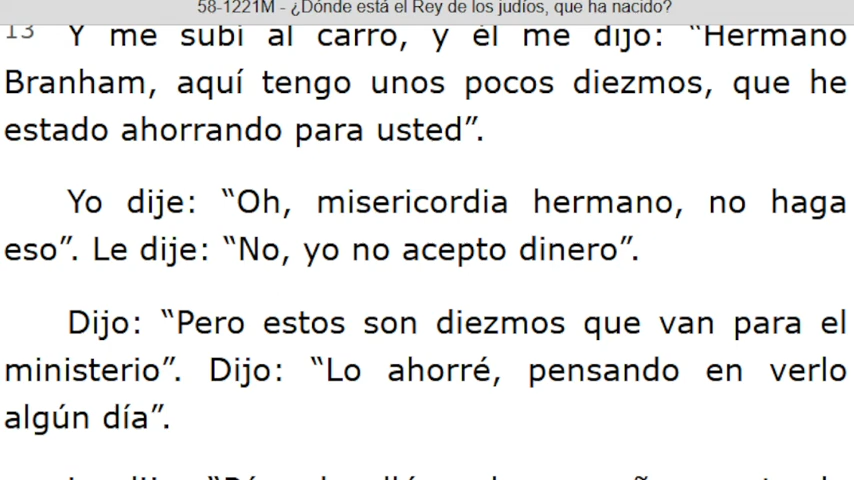 58-1221M - ¿Dónde está el Rey de los judíos, que ha nacido?
13 Y me subí al carro, y él me dijo: “Hermano
Branham, aquí tengo unos pocos diezmos, que he
estado ahorrando para usted”.
Yo dije: “Oh, misericordia hermano, no haga
eso”. Le dije: “No, yo no acepto dinero”.
Dijo: “Pero estos son diezmos que van para el
ministerio”. Dijo: “Lo ahorré, pensando en verlo
algún día”.